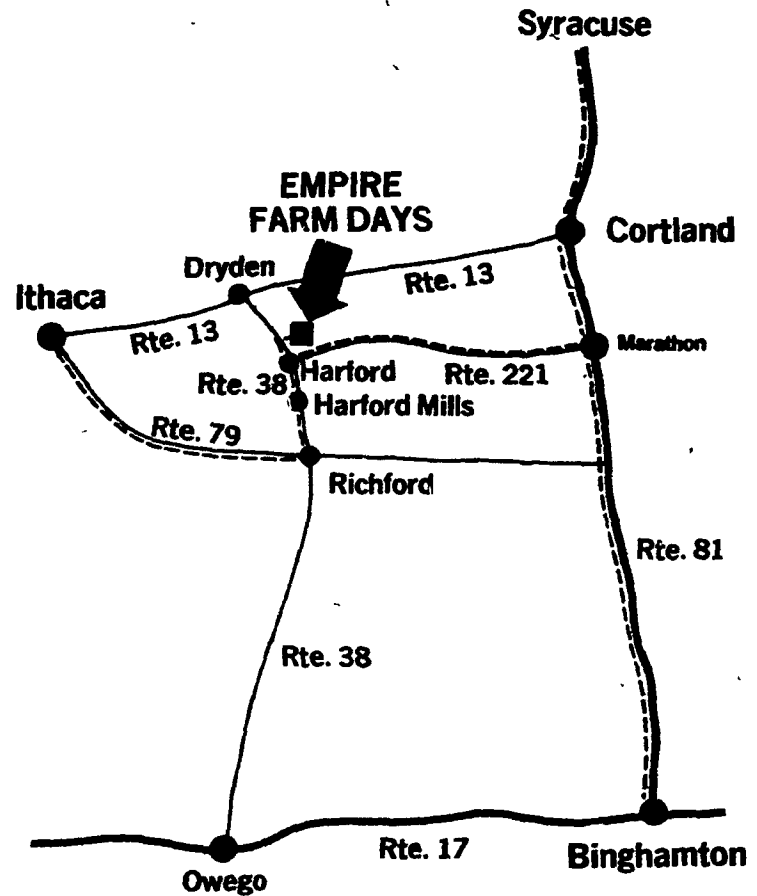 Syracuse
EMPIRE
FARM DAYS
Cortland
Dryden
Rte. 13
Ithaca
Rte. 13
Marathon
Harford
Rte. 221
Rte. 38
Harford Mills
Rte. 79
Richford
Rte. 81
Rte. 38
Rte. 17
Binghamton
Owego